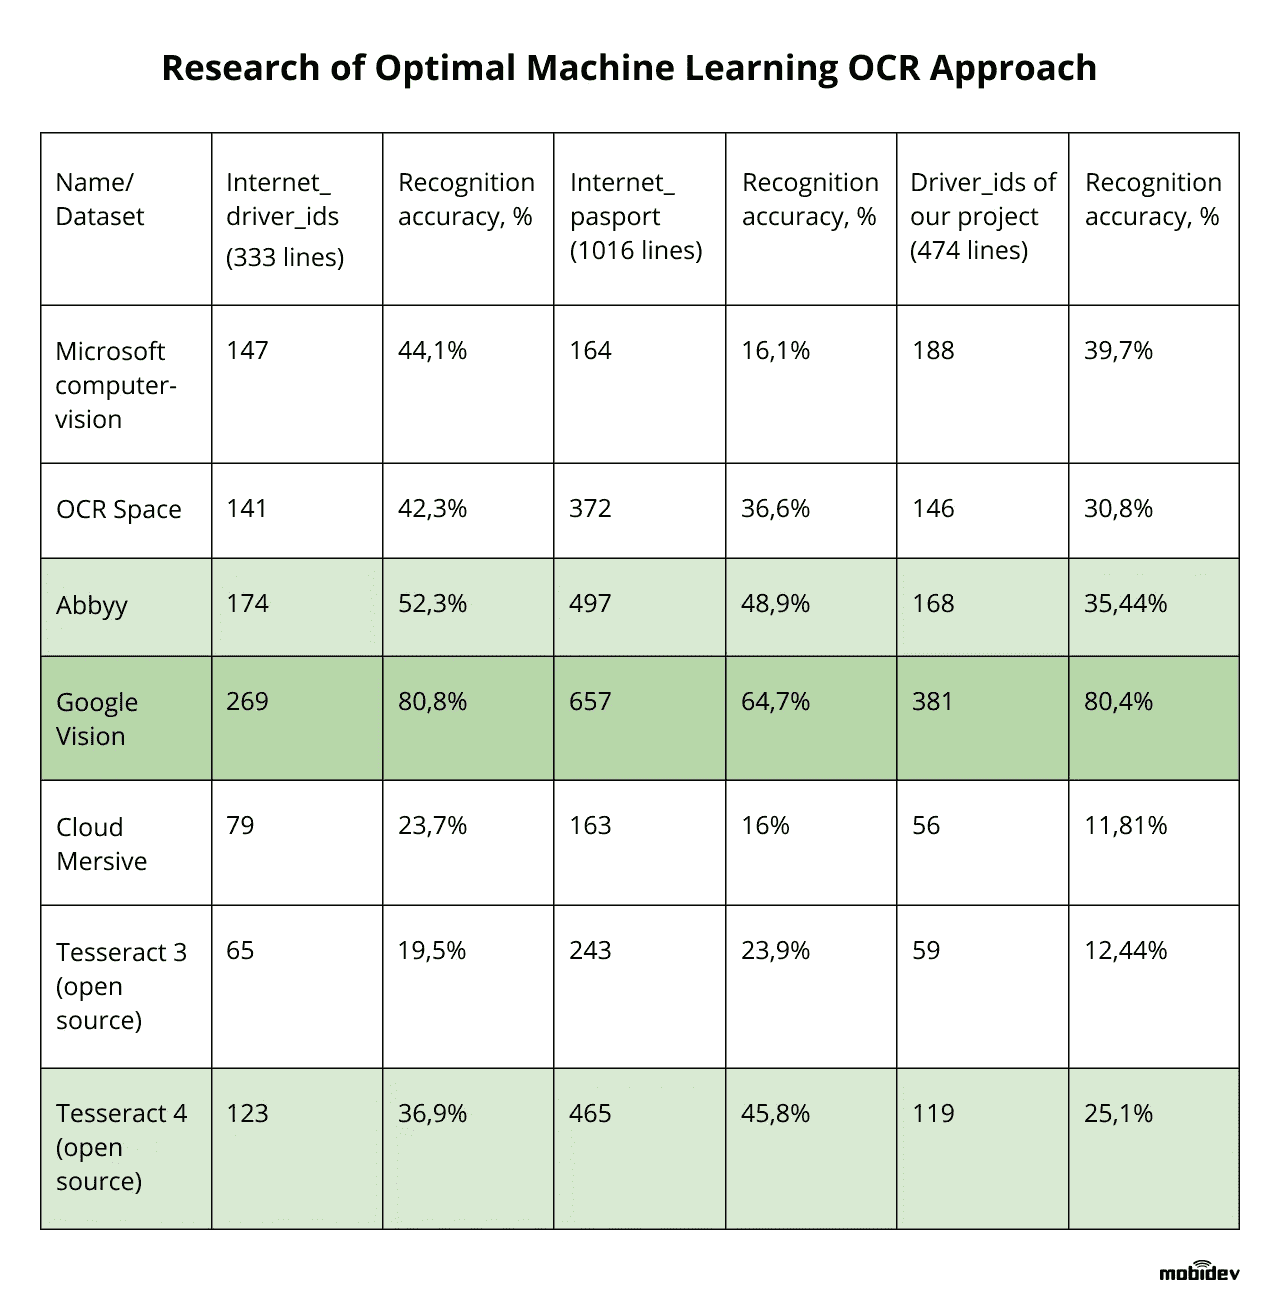 Research of Optimal Machine Learning OCR Approach
Name/
Dataset
Internet_
driver_ids
(333 lines)
Recognition
accuracy, %
Internet_
pasport
(1016 lines)
Recognition
accuracy, %
Driver_ids of
our project
(474 lines)
Recognition
accuracy, %
Microsoft
computer-
vision
147
44,1%
164
16,1%
188
39,7%
OCR Space
141
42,3%
372
36,6%
146
30,8%
Abbyy
174
52,3%
497
48,9%
168
35,44%
Google
Vision
269
80,8%
657
64,7%
381
80,4%
Cloud
Mersive
79
23,7%
163
16%
56
11,81%
Tesseract 3
(open
source)
65
19,5%
243
23,9%
59
12,44%
Tesseract 4
(open
source)
123
36,9%
465
45,8%
119
25,1%
mobidev